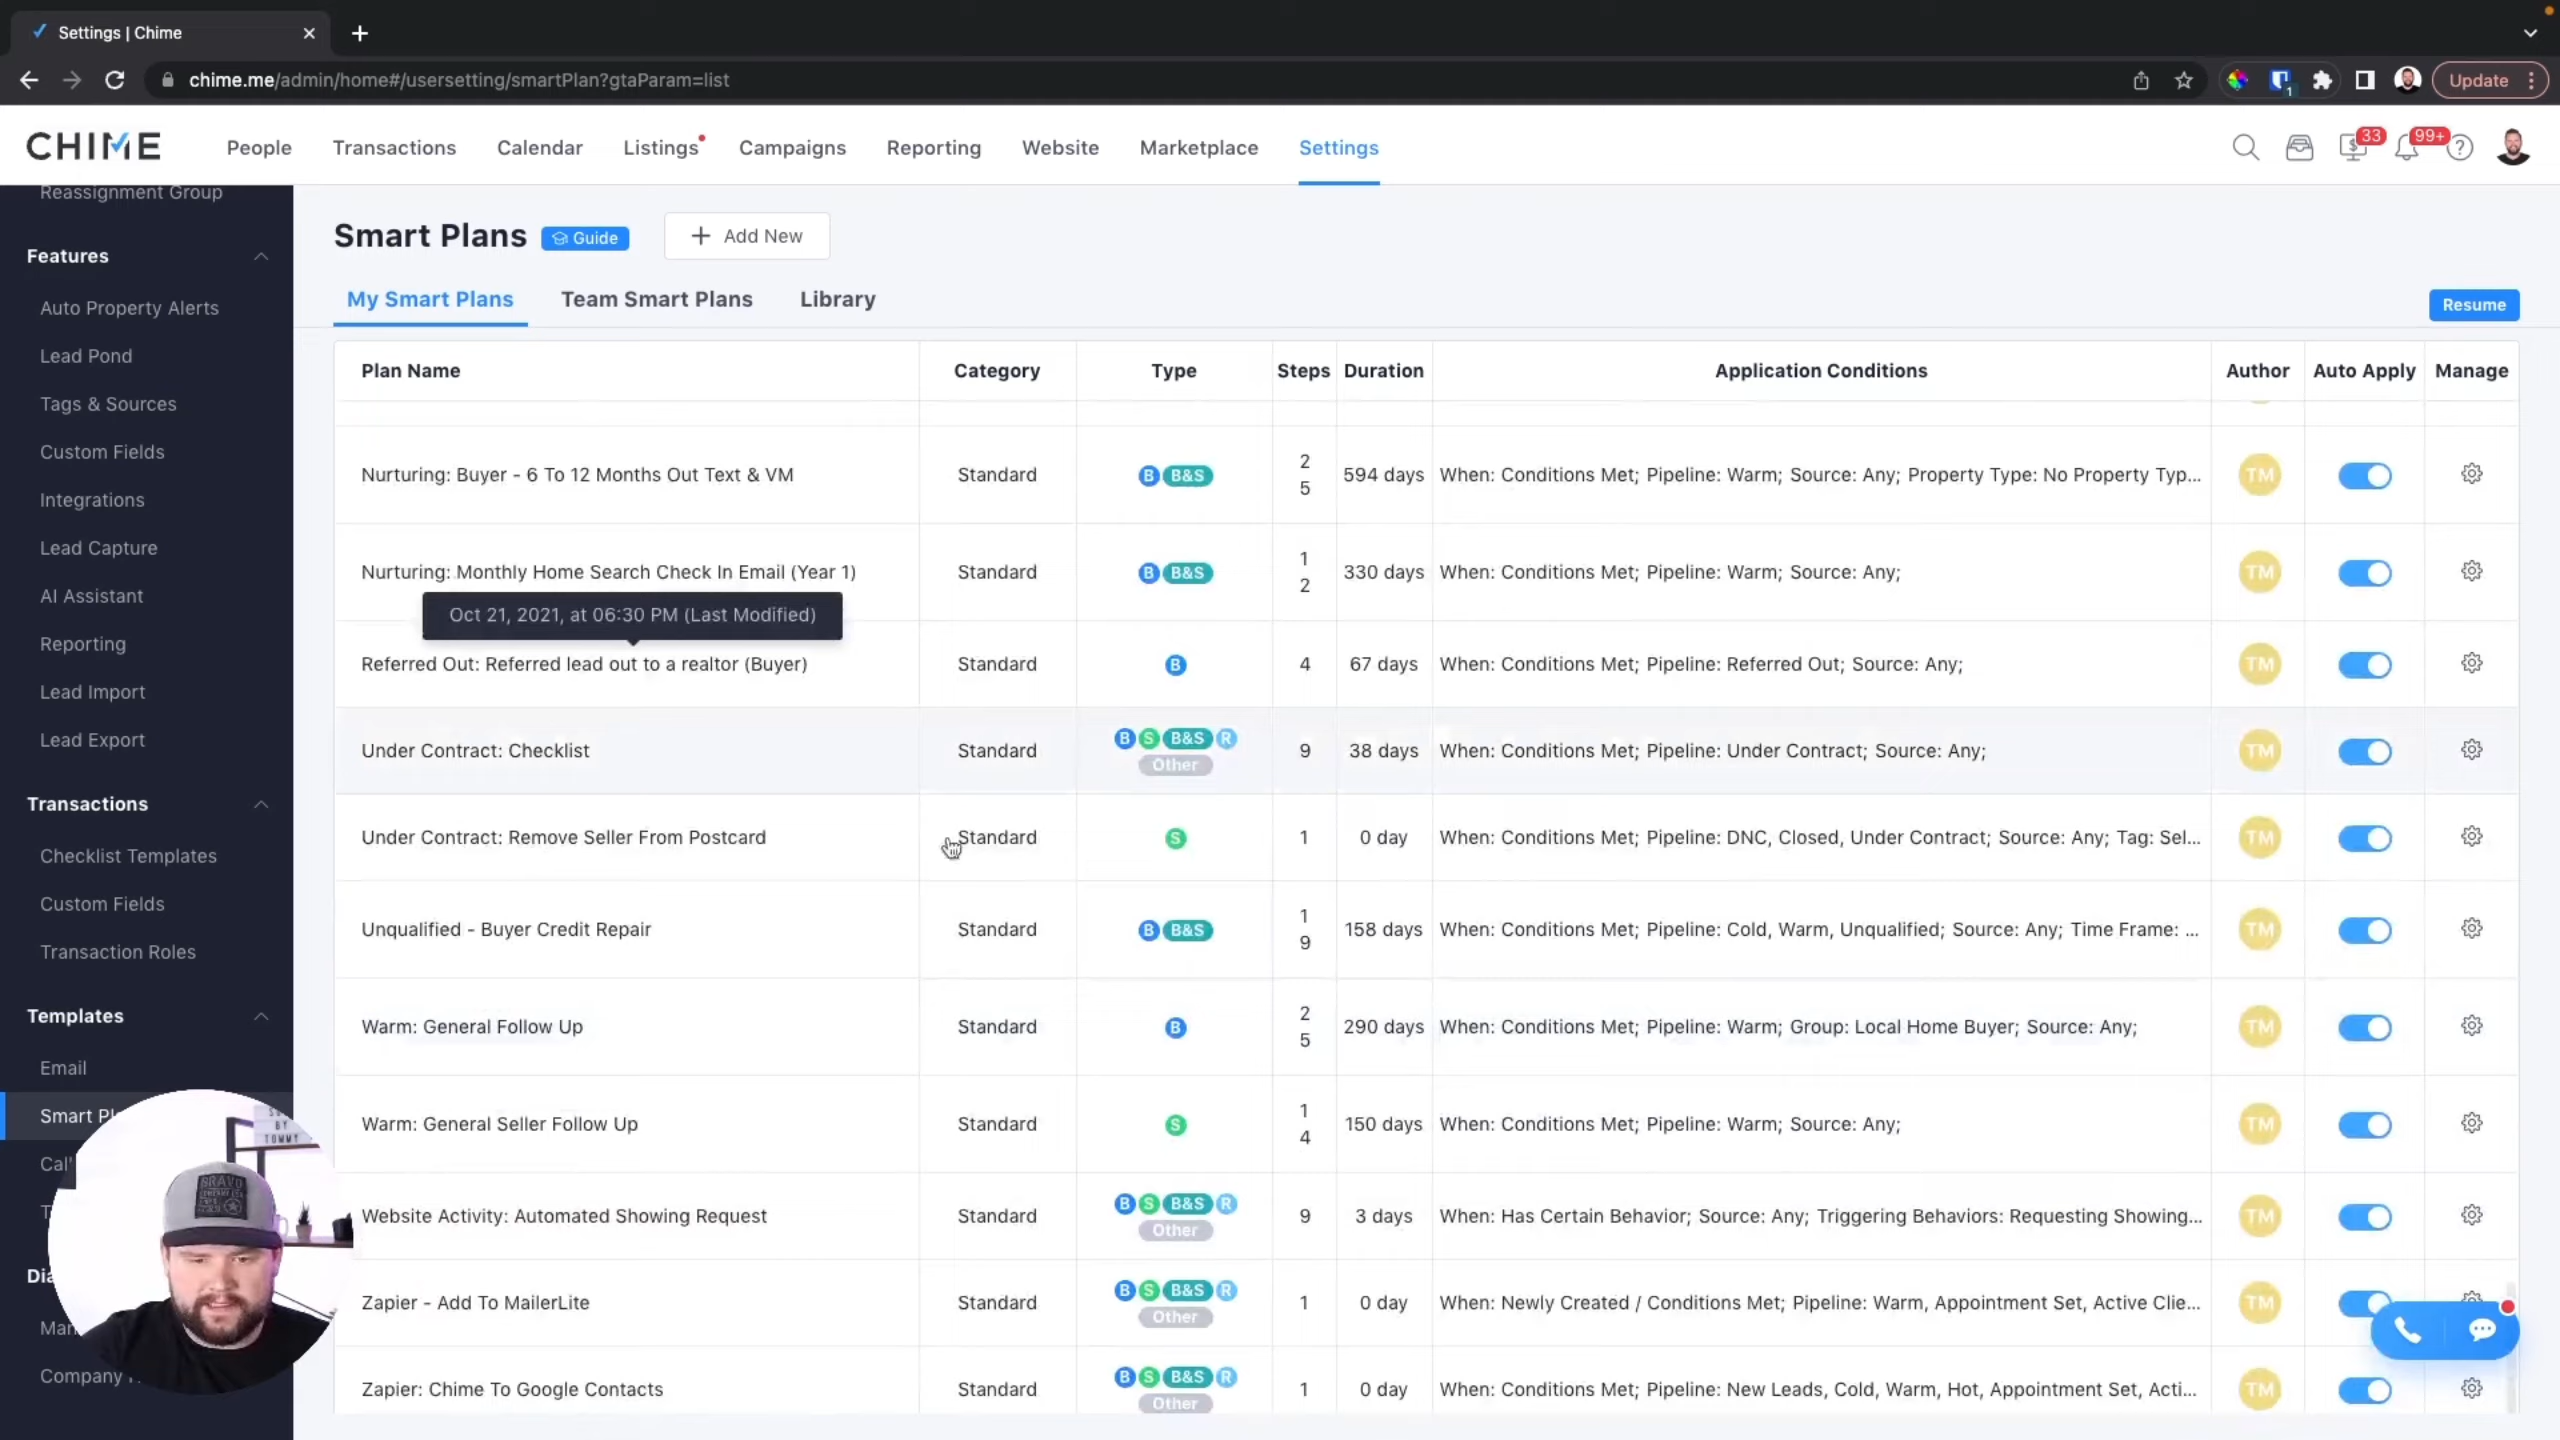 Settings | Chime
chime.me/admin/home#/usersetting/smartPlan?gtaParam=list
1
Update
CHIME
People
Transactions
Calendar
Listings
Campaigns
Reporting
Website
Marketplace
Settings
33
99+
?
Reassignment Group
Features
Auto Property Alerts
Lead Pond
Tags & Sources
Custom Fields
Integrations
Lead Capture
AI Assistant
Reporting
Lead Import
Lead Export
Transactions
Checklist Templates
Custom Fields
Transaction Roles
Templates
Email
Smart Pl
Cal
Company
BY
TOMMY
BRAVO
Smart Plans
Guide
+ Add New
My Smart Plans
Team Smart Plans
Library
Resume
Plan Name Category Type Steps Duration Application Conditions Author Auto Apply Manage
Nurturing: Buyer - 6 To 12 Months Out Text & VM Standard B B&S 25 594 days When: Conditions Met; Pipeline: Warm; Source: Any; Property Type: No Property Typ... TM
Nurturing: Monthly Home Search Check In Email (Year 1) Standard B B&S 12 330 days When: Conditions Met; Pipeline: Warm; Source: Any; TM
Oct 21, 2021, at 06:30 PM (Last Modified)
Referred Out: Referred lead out to a realtor (Buyer) Standard B 4 67 days When: Conditions Met; Pipeline: Referred Out; Source: Any; TM
Under Contract: Checklist Standard B S B&S R Other 9 38 days When: Conditions Met; Pipeline: Under Contract; Source: Any; TM
Under Contract: Remove Seller From Postcard Standard S 1 0 day When: Conditions Met; Pipeline: DNC, Closed, Under Contract; Source: Any; Tag: Sel... TM
Unqualified - Buyer Credit Repair Standard B B&S 19 158 days When: Conditions Met; Pipeline: Cold, Warm, Unqualified; Source: Any; Time Frame: ... TM
Warm: General Follow Up Standard B 25 290 days When: Conditions Met; Pipeline: Warm; Group: Local Home Buyer; Source: Any; TM
Warm: General Seller Follow Up Standard S 14 150 days When: Conditions Met; Pipeline: Warm; Source: Any; TM
Website Activity: Automated Showing Request Standard B S B&S R Other 9 3 days When: Has Certain Behavior; Source: Any; Triggering Behaviors: Requesting Showing... TM
Zapier - Add To MailerLite Standard B S B&S R Other 1 0 day When: Newly Created / Conditions Met; Pipeline: Warm, Appointment Set, Active Clie... TM
Zapier: Chime To Google Contacts Standard B S B&S R Other 1 0 day When: Conditions Met; Pipeline: New Leads, Cold, Warm, Hot, Appointment Set, Acti... TM